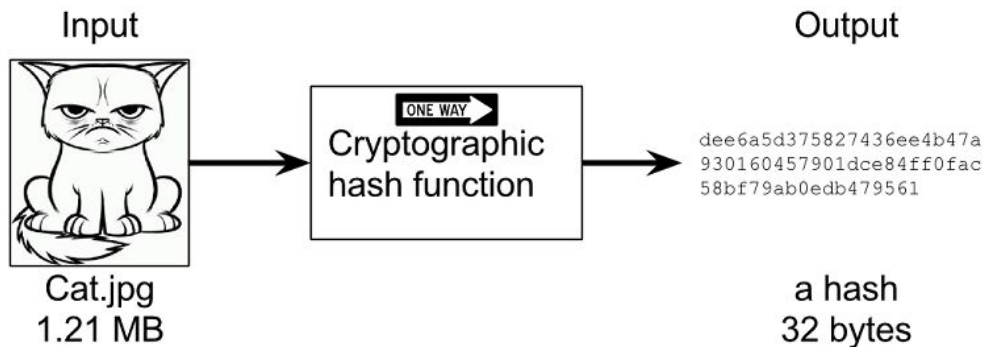 Input
Output
ONE WAY
Cryptographic
hash function
dee6a5d375827436ee4b47a
930160457901dce84ff0fac
58bf79ab0edb479561
Cat.jpg
1.21 MB
a hash
32 bytes